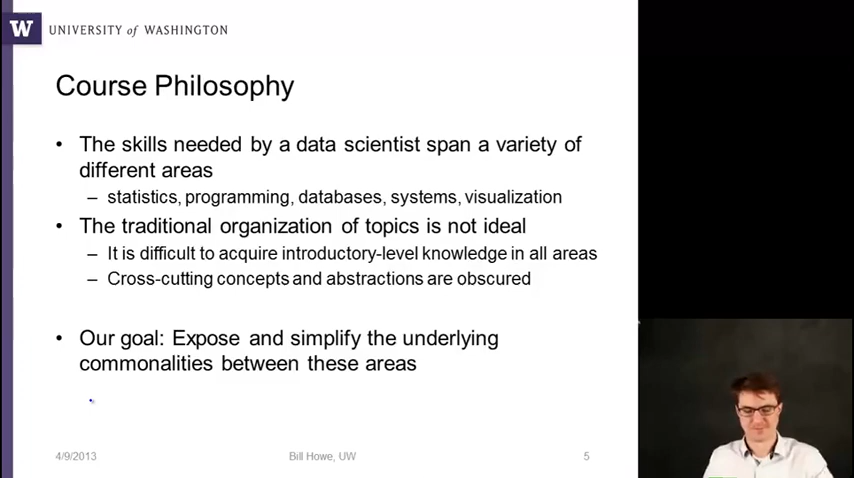 W UNIVERSITY of WASHINGTON
Course Philosophy
• The skills needed by a data scientist span a variety of
different areas
– statistics, programming, databases, systems, visualization
• The traditional organization of topics is not ideal
– It is difficult to acquire introductory-level knowledge in all areas
– Cross-cutting concepts and abstractions are obscured
• Our goal: Expose and simplify the underlying
commonalities between these areas
4/9/2013 Bill Howe, UW 5